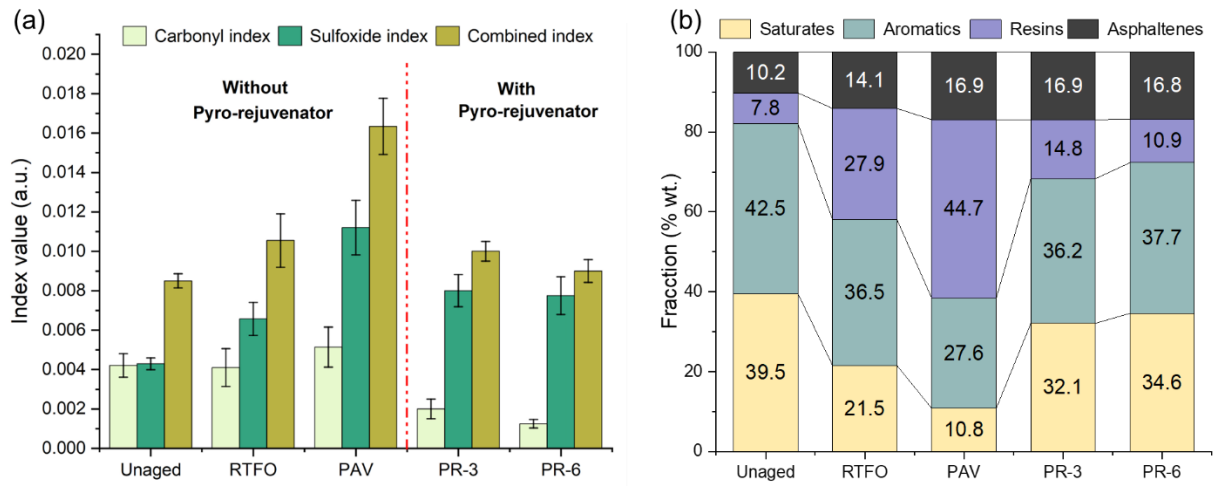 (a)
Carbonyl index Sulfoxide index Combined index
Without
Pyro-rejuvenator
With
Pyro-rejuvenator
Index value (a.u.)
0.020
0.018
0.016
0.014
0.012
0.010
0.008
0.006
0.004
0.002
0.000
Unaged RTFO PAV PR-3 PR-6
(b)
Saturates Aromatics Resins Asphaltenes
Fracction (% wt.)
100
80
60
40
20
0
10.2 14.1 16.9 16.9 16.8
7.8 27.9 44.7 14.8 10.9
42.5 36.5 27.6 36.2 37.7
39.5 21.5 10.8 32.1 34.6
Unaged RTFO PAV PR-3 PR-6